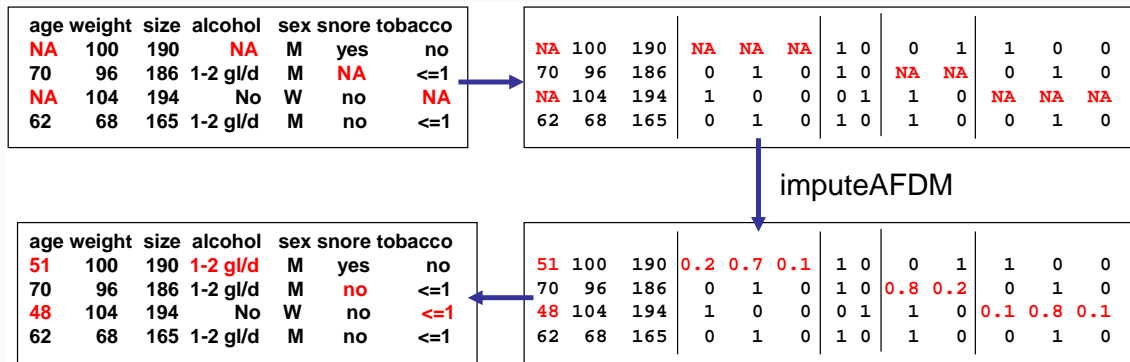 age weight size alcohol sex snore tobacco
NA 100 190 NA M yes no
70 96 186 1-2 gl/d M NA <=1
NA 104 194 No W no NA
62 68 165 1-2 gl/d M no <=1
NA 100 190 NA NA NA 1 0 0 1 1 0 0
70 96 186 0 1 0 1 0 NA NA 0 1 0
NA 104 194 1 0 0 0 1 1 0 NA NA NA
62 68 165 0 1 0 1 0 1 0 0 1 0
imputeAFDM
age weight size alcohol sex snore tobacco
51 100 190 1-2 gl/d M yes no
70 96 186 1-2 gl/d M no <=1
48 104 194 No W no <=1
62 68 165 1-2 gl/d M no <=1
51 100 190 0.2 0.7 0.1 1 0 0 1 1 0 0
70 96 186 0 1 0 1 0 0.8 0.2 0 1 0
48 104 194 1 0 0 0 1 1 0 0.1 0.8 0.1
62 68 165 0 1 0 1 0 1 0 0 1 0